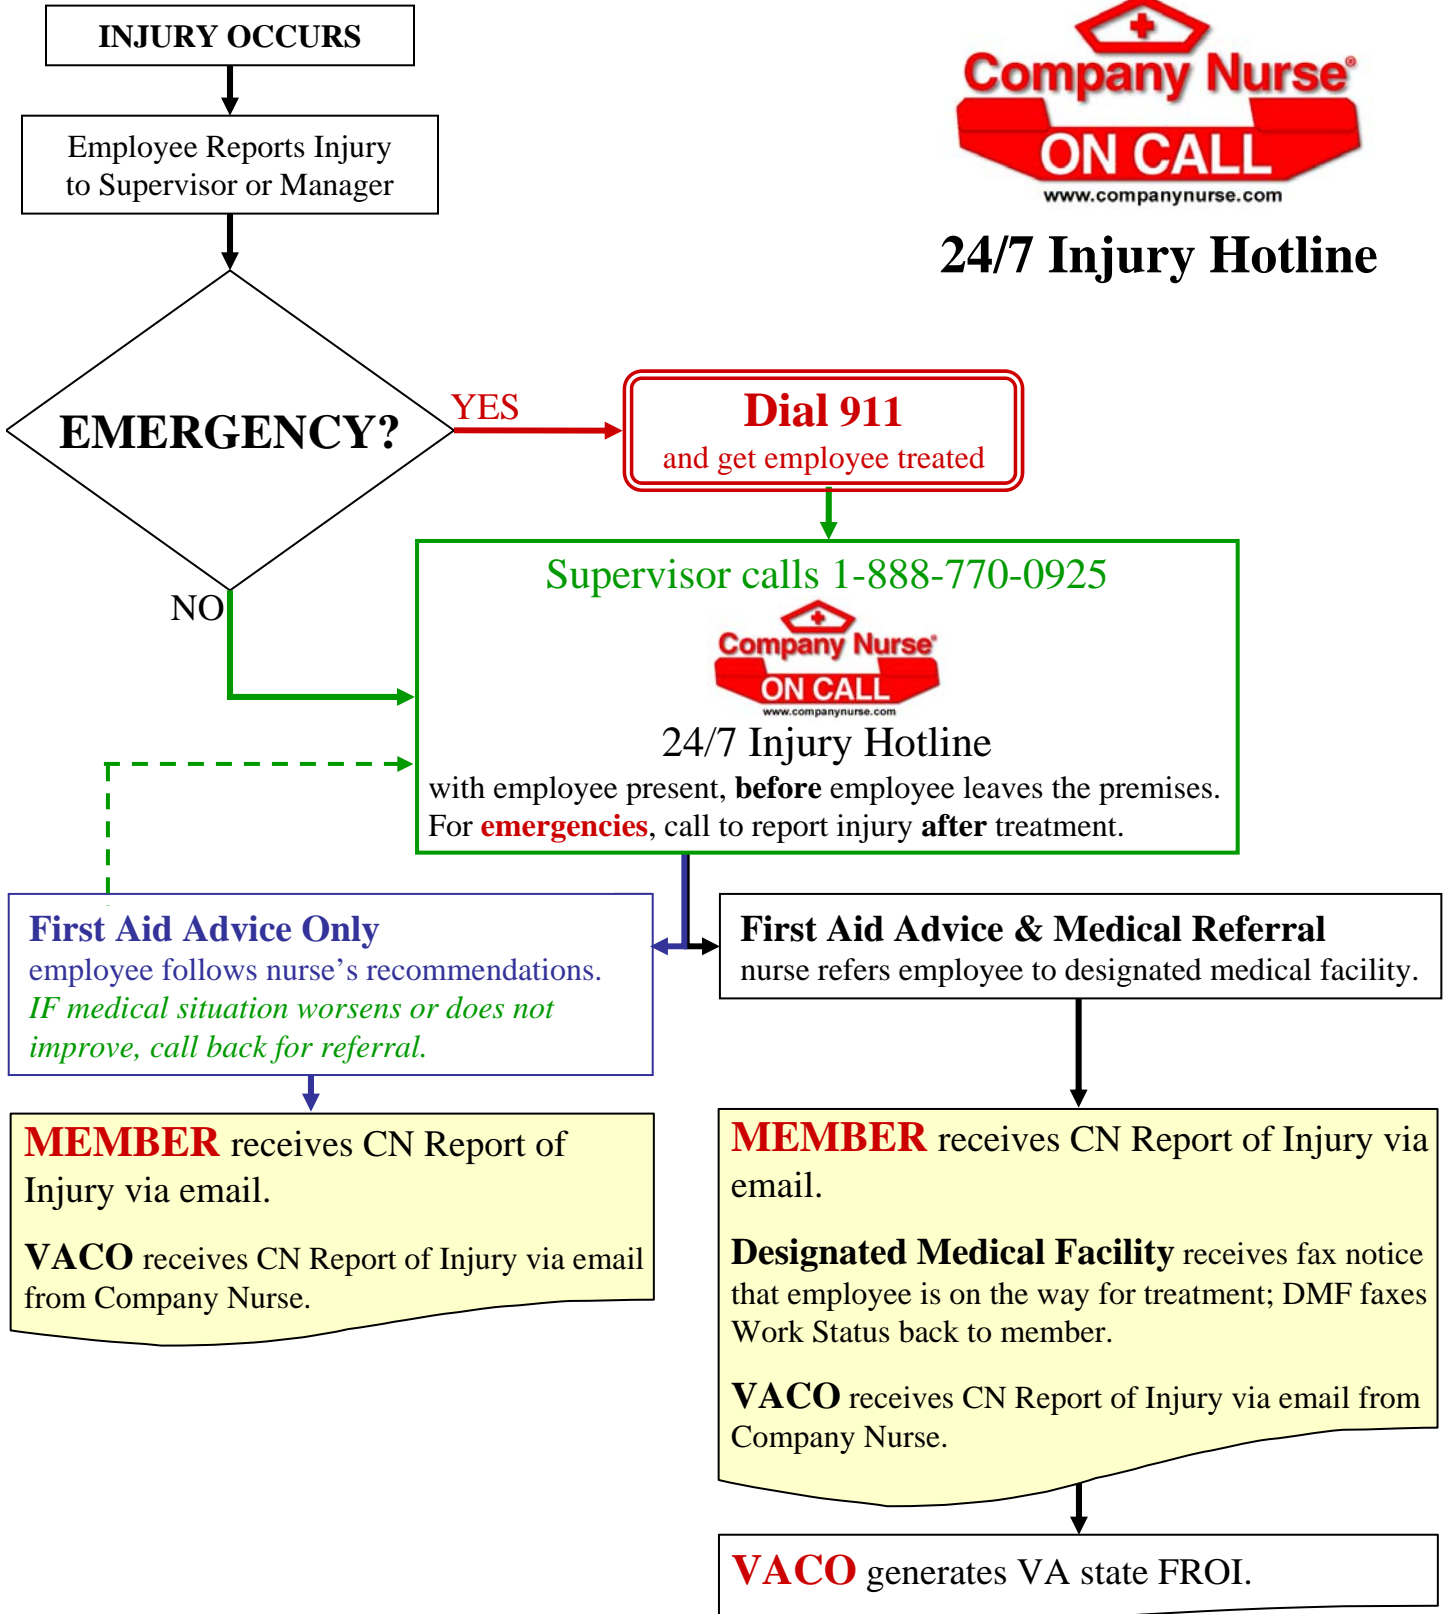 INJURY OCCURS
Company Nurse®
ON CALL
www.companynurse.com
24/7 Injury Hotline
Employee Reports Injury
to Supervisor or Manager
EMERGENCY?
YES
Dial 911
and get employee treated
NO
Supervisor calls 1-888-770-0925
Company Nurse®
ON CALL
www.companynurse.com
24/7 Injury Hotline
with employee present, before employee leaves the premises.
For emergencies, call to report injury after treatment.
First Aid Advice Only
employee follows nurse’s recommendations.
IF medical situation worsens or does not
improve, call back for referral.
First Aid Advice & Medical Referral
nurse refers employee to designated medical facility.
MEMBER receives CN Report of
Injury via email.
VACO receives CN Report of Injury via email
from Company Nurse.
MEMBER receives CN Report of Injury via
email.
Designated Medical Facility receives fax notice
that employee is on the way for treatment; DMF faxes
Work Status back to member.
VACO receives CN Report of Injury via email from
Company Nurse.
VACO generates VA state FROI.